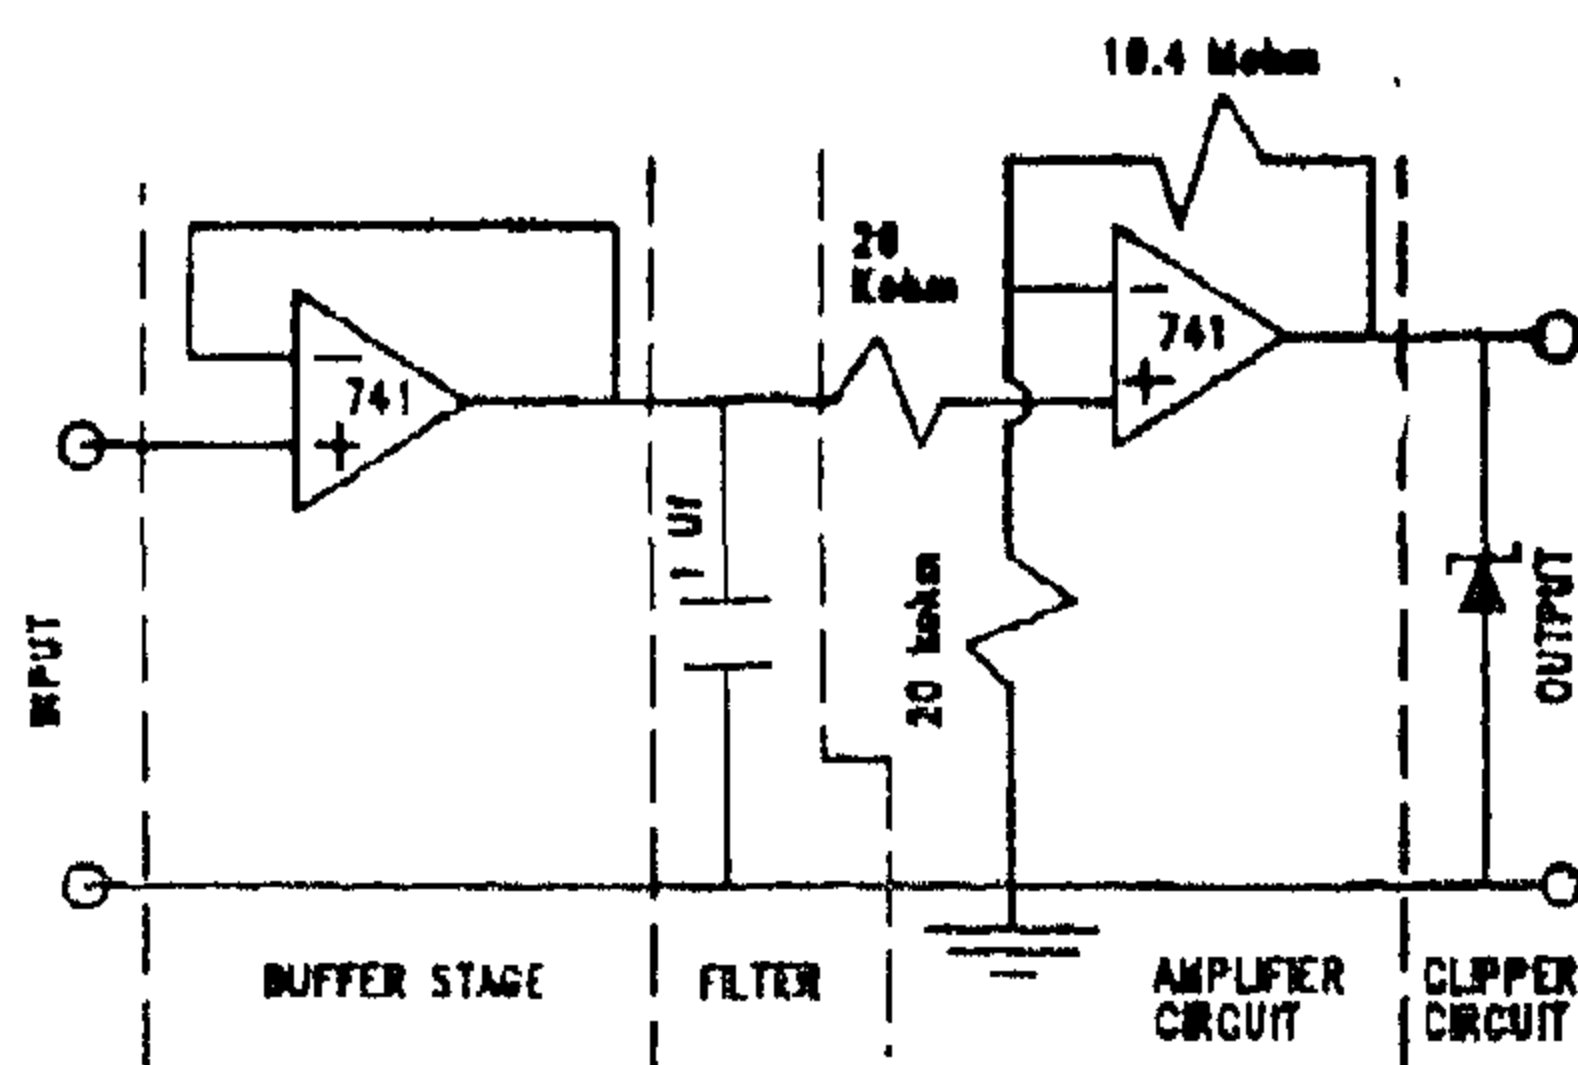 10.4 Mohm
20
Kohm
741
741
+
+
1 Uf
20 kohm
INPUT
OUTPUT
BUFFER STAGE
FILTER
AMPLIFIER
CIRCUIT
CLIPPER
CIRCUIT